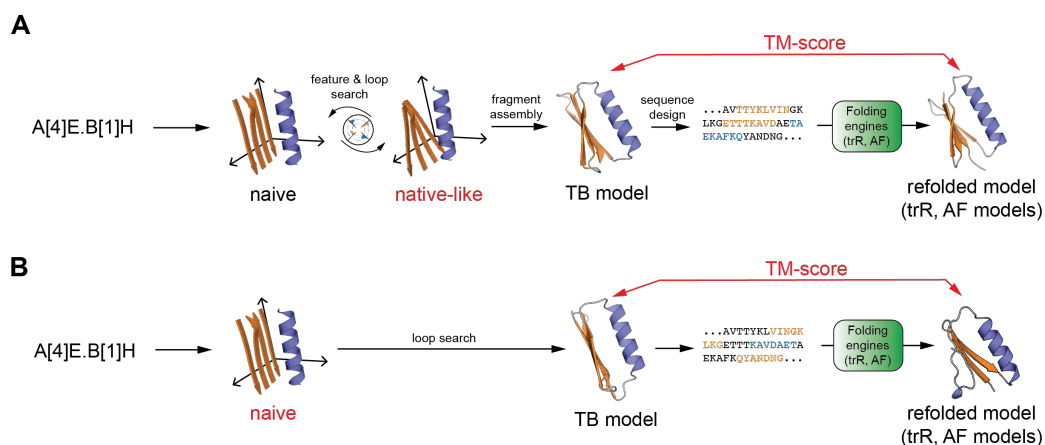 A
TM-score
A[4]E.B[1]H
feature & loop
search
fragment
assembly
sequence
design
...AVTTYKLVINGK
LKGETTTKAVDAETA
EKAFKQYANDNG...
Folding
engines
(trR, AF)
naive
native-like
TB model
refolded model
(trR, AF models)
B
TM-score
A[4]E.B[1]H
loop search
...AVTTYKLVINGK
LKGETTTKAVDAETA
EKAFKQYANDNG...
Folding
engines
(trR, AF)
naive
TB model
refolded model
(trR, AF models)